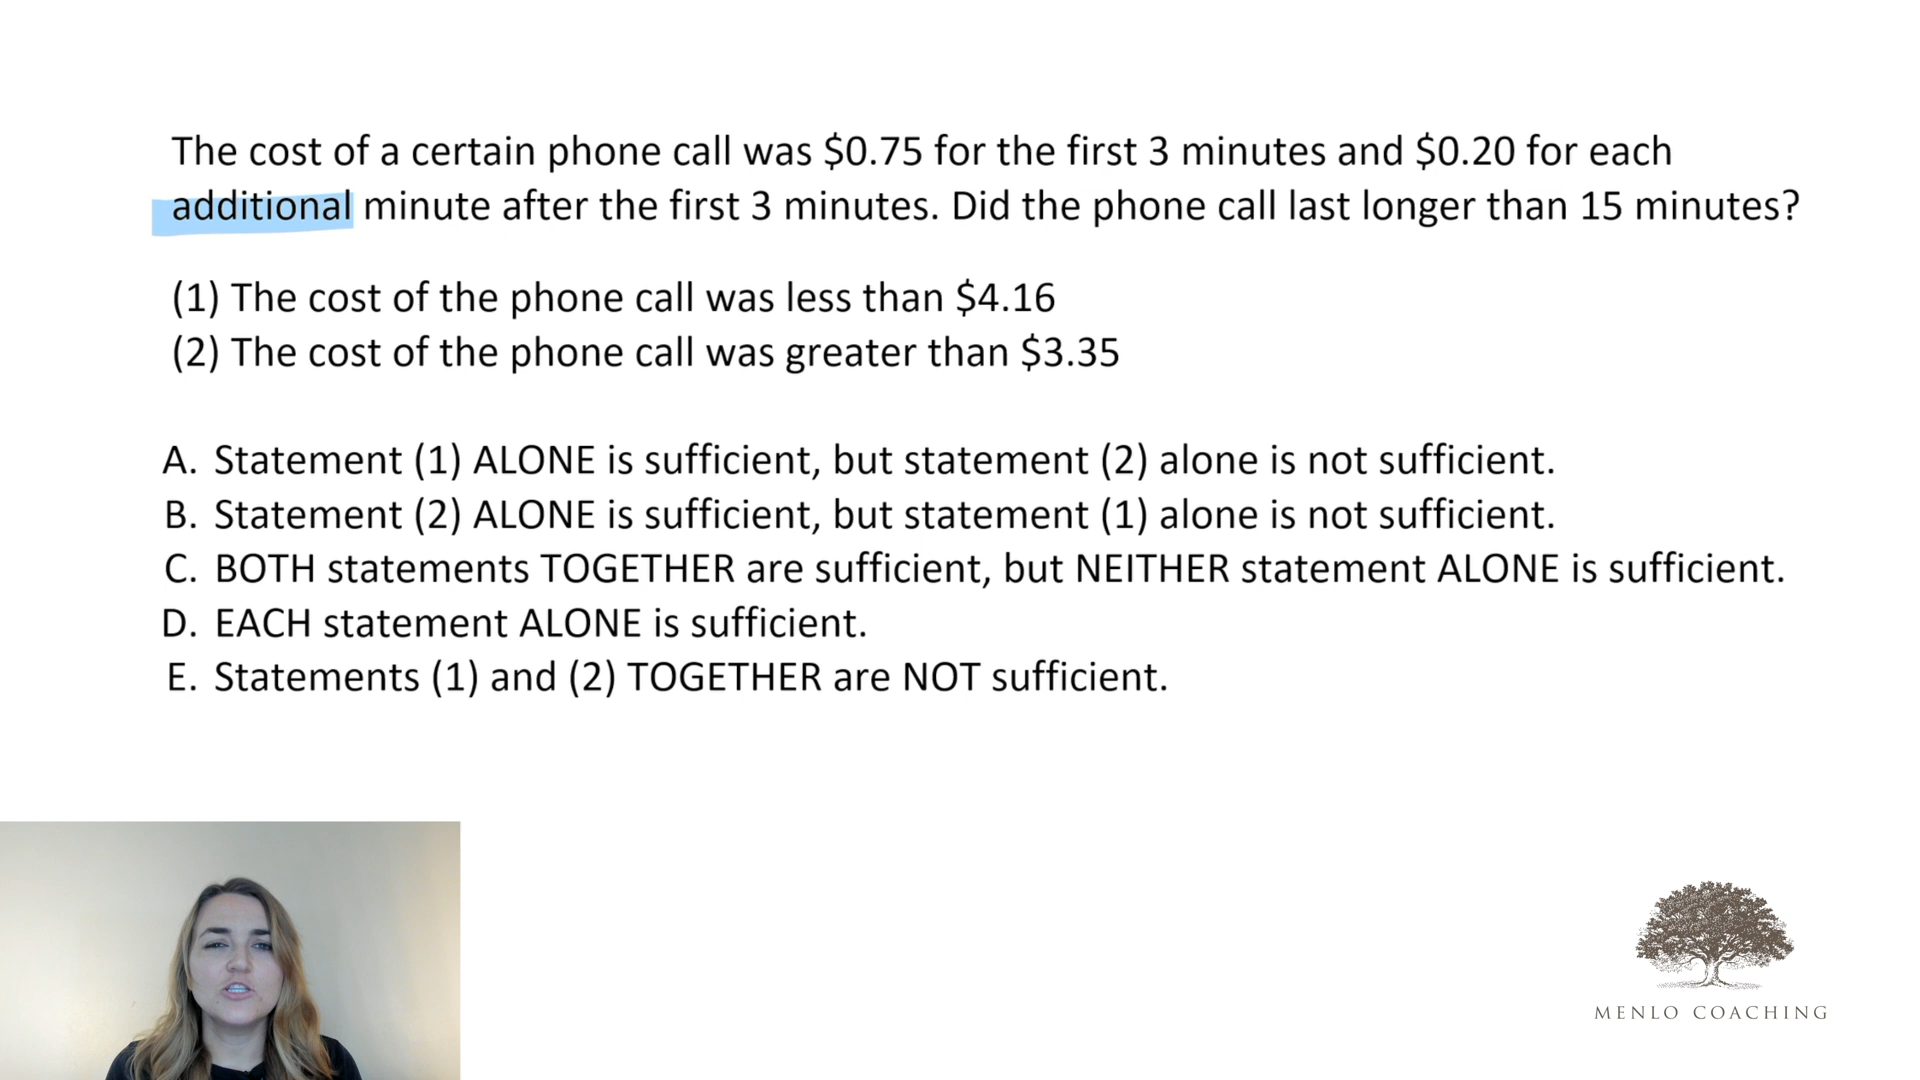 The cost of a certain phone call was $0.75 for the first 3 minutes and $0.20 for each
additional minute after the first 3 minutes. Did the phone call last longer than 15 minutes?
(1) The cost of the phone call was less than $4.16
(2) The cost of the phone call was greater than $3.35
A. Statement (1) ALONE is sufficient, but statement (2) alone is not sufficient.
B. Statement (2) ALONE is sufficient, but statement (1) alone is not sufficient.
C. BOTH statements TOGETHER are sufficient, but NEITHER statement ALONE is sufficient.
D. EACH statement ALONE is sufficient.
E. Statements (1) and (2) TOGETHER are NOT sufficient.
MENLO COACHING